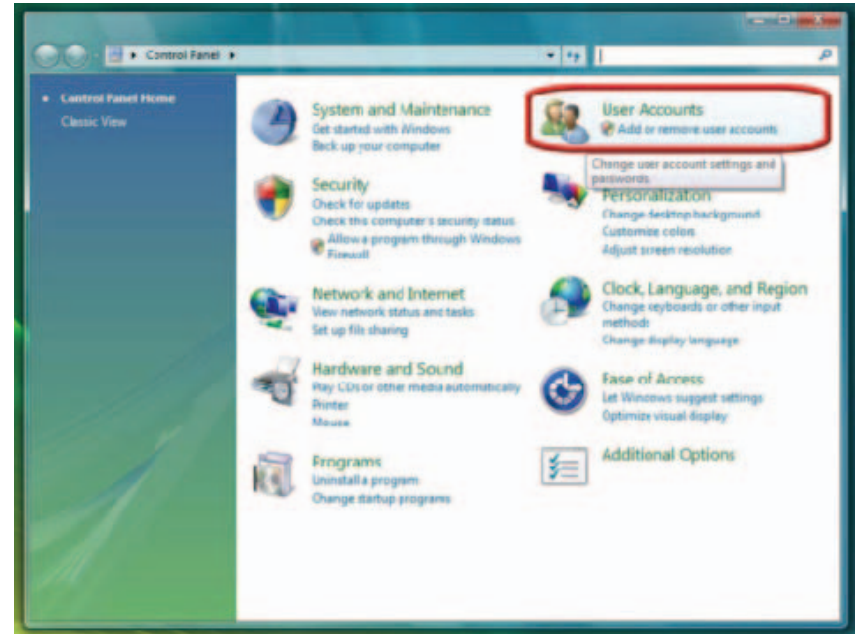 Control Panel
Control Panel Home
Classic View
System and Maintenance
Get started with Windows
Back up your computer
Security
Check for updates
Check this computer's security status
Allow a program through Windows
Firewall
Network and Internet
View network status and tasks
Set up file sharing
Hardware and Sound
Play CDs or other media automatically
Printer
Mouse
Programs
Uninstall a program
Change startup programs
User Accounts
Add or remove user accounts
Change user account settings and
passwords.
Personalization
Change desktop background
Customize colors
Adjust screen resolution
Clock, Language, and Region
Change keyboards or other input
methods
Change display language
Ease of Access
Let Windows suggest settings
Optimize visual display
Additional Options